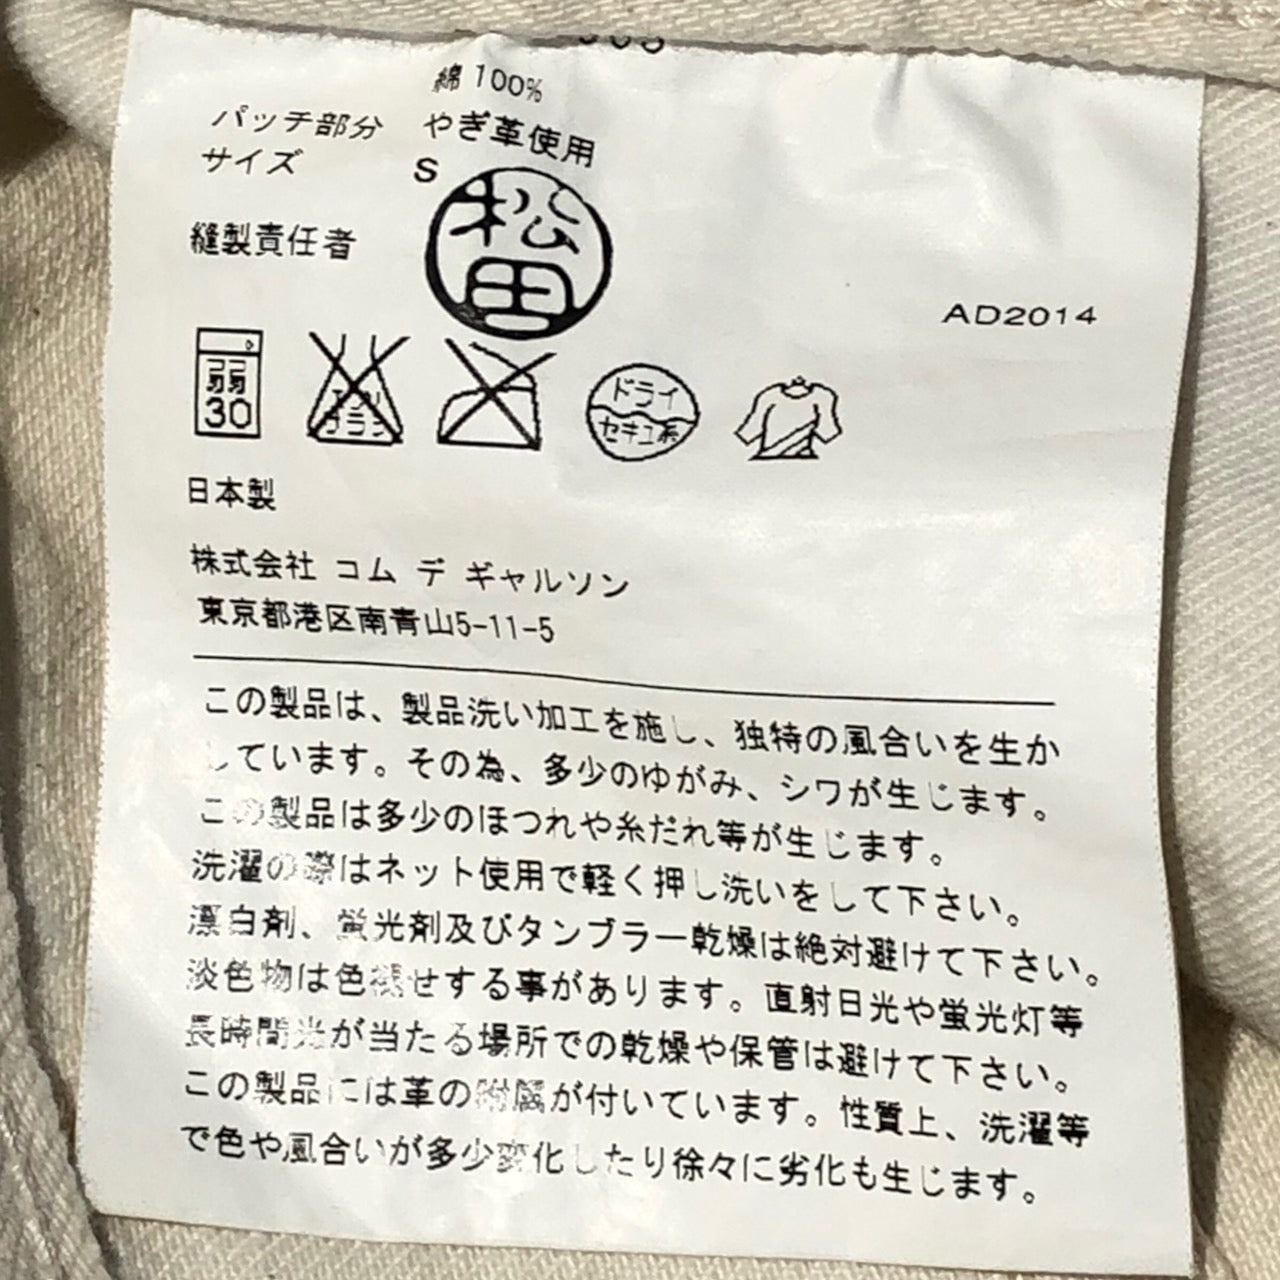 綿 100%
パッチ部分 やぎ革使用
サイズ S
縫製責任者 松田
AD2014
弱 30
エンソ サラシ
ドライ セキユ系
日本製
株式会社 コム デ ギャルソン
東京都港区南青山5-11-5
この製品は、製品洗い加工を施し、独特の風合いを生か
しています。その為、多少のゆがみ、シワが生じます。
この製品は多少のほつれや糸だれ等が生じます。
洗濯の際はネット使用で軽く押し洗いをして下さい。
漂白剤、蛍光剤及びタンブラー乾燥は絶対避けて下さい。
淡色物は色褪せする事があります。直射日光や蛍光灯等
長時間光が当たる場所での乾燥や保管は避けて下さい。
この製品には革の附属が付いています。性質上、洗濯等
で色や風合いが多少変化したり徐々に劣化も生じます。